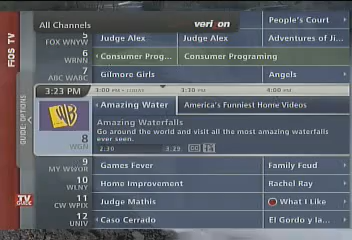 All Channels
verizon
People's Court
5
FOX WNYW
Judge Alex
Judge Alex
Adventures of Ji...
6
WRNN
Consumer Prog...
Consumer Programing
7
ABC WABC
Gilmore Girls
Angels
3:23 PM
3:00 PM
3:30 PM
4:00 PM
Amazing Water
America's Funniest Home Videos
WB
8
WGN
Amazing Waterfalls
Go around the world and visit all the most amazing waterfalls
ever seen.
2:30
3:29
9
MY WWOR
Games Fever
Family Feud
10
WLNY
Home Improvement
Rachel Ray
11
CW WPIX
Judge Mathis
What I Like
12
UNIV
Caso Cerrado
El Gordo y la...
FiOS TV
GUIDE: OPTIONS
TV
GUIDE